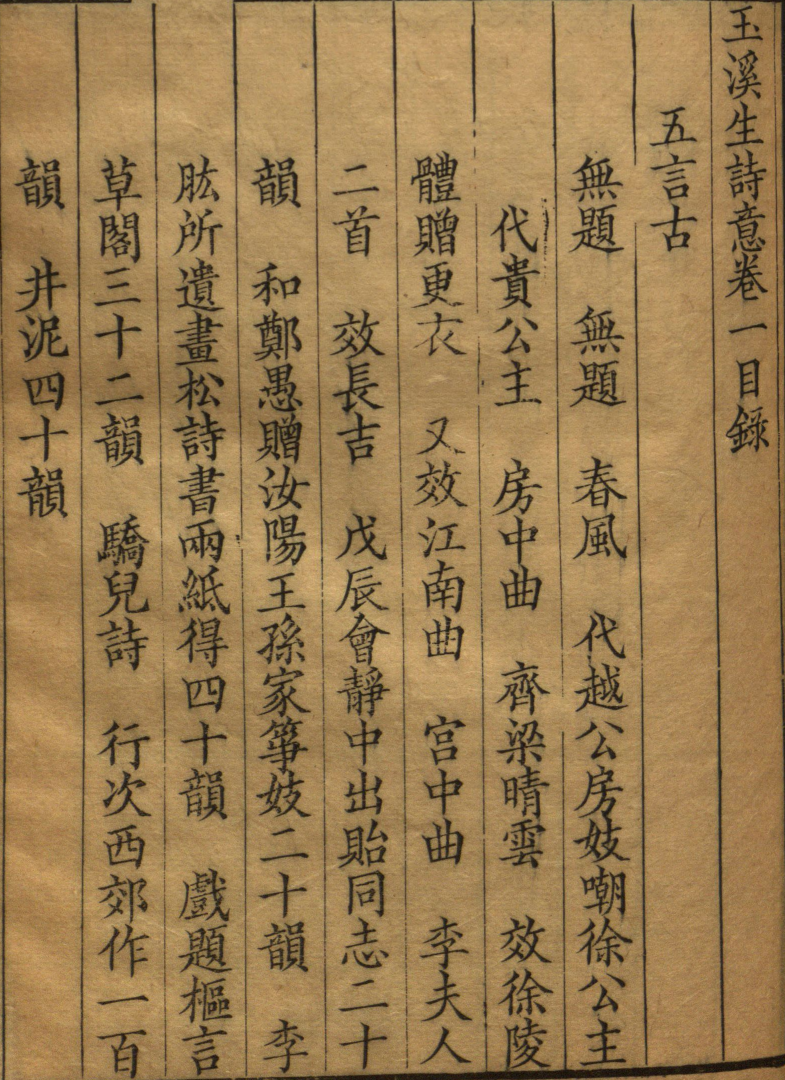 玉溪生詩意卷一目錄
五言古
無題　無題　春風　代越公房妓嘲徐公主
代貴公主　房中曲　齊梁晴雲　效徐陵
體贈更衣　又效江南曲　宮中曲　李夫人
二首　效長吉　戊辰會靜中出貽同志二十
韻　和鄭愚贈汝陽王孫家箏妓二十韻　李
肱所遺畫松詩書兩紙得四十韻　戲題樞言
草閣三十二韻　驕兒詩　行次西郊作一百
韻　井泥四十韻